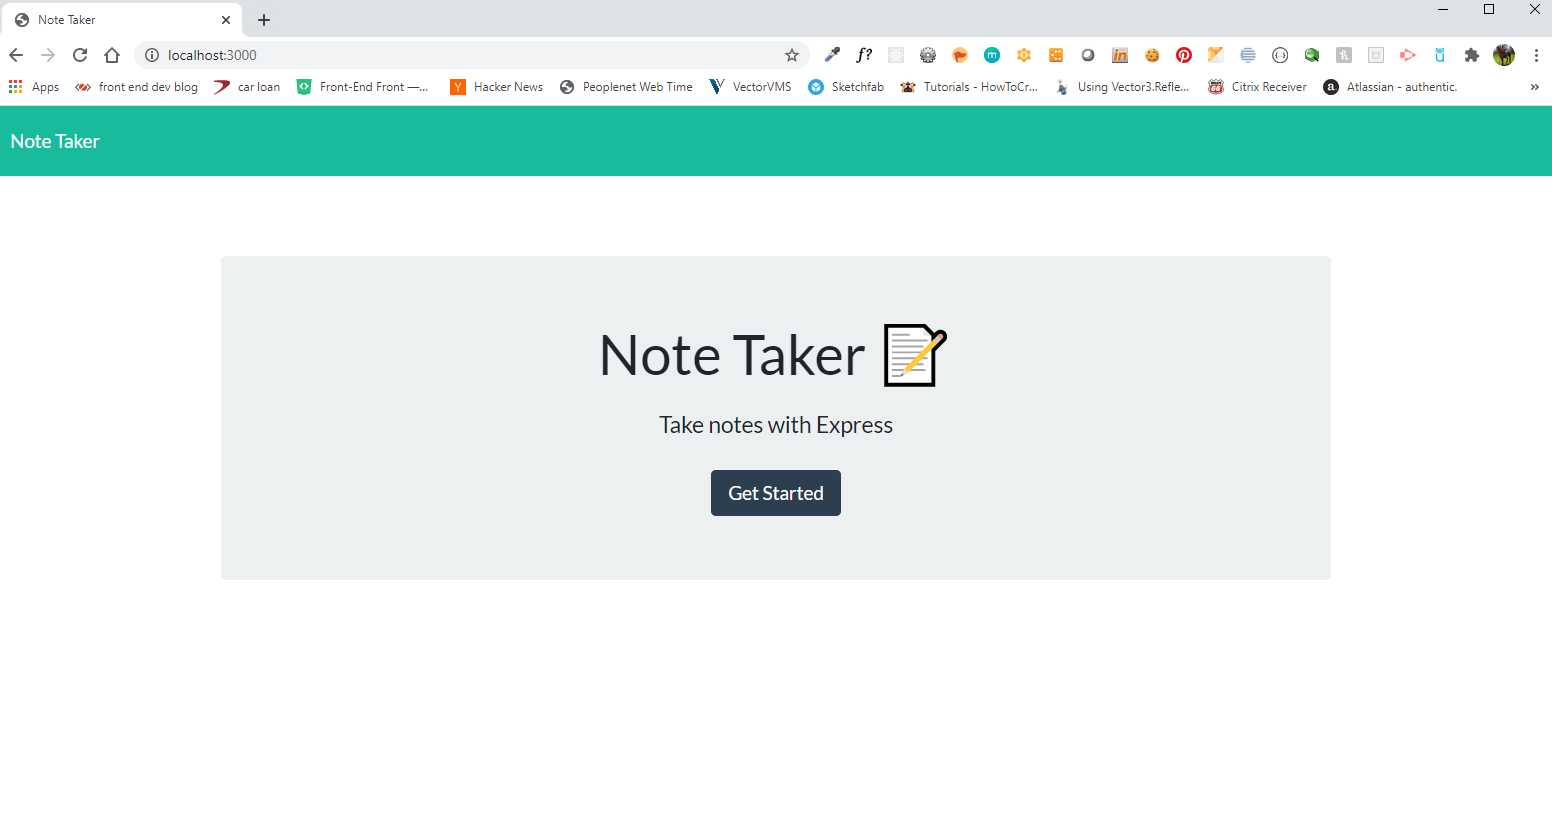 Note Taker
localhost:3000
f?
m
in
Apps
front end dev blog
car loan
Front-End Front —...
Y
Hacker News
Peoplenet Web Time
VectorVMS
Sketchfab
Tutorials - HowToCr...
Using Vector3.Refle...
Citrix Receiver
a
Atlassian - authentic.
»
Note Taker
Note Taker
Take notes with Express
Get Started